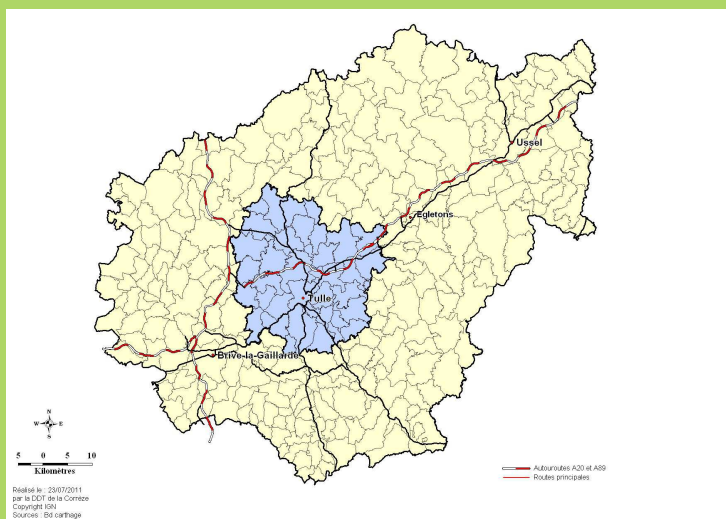 Ussel
Egletons
Tulle
Brive-la-Gaillarde
N
W E
S
5 0 5 10
Kilomètres
Autouroutes A20 et A89
Routes principales
Réalisé le : 23/07/2011
par la DDT de la Corrèze
Copyright IGN
Sources : Bd carthage